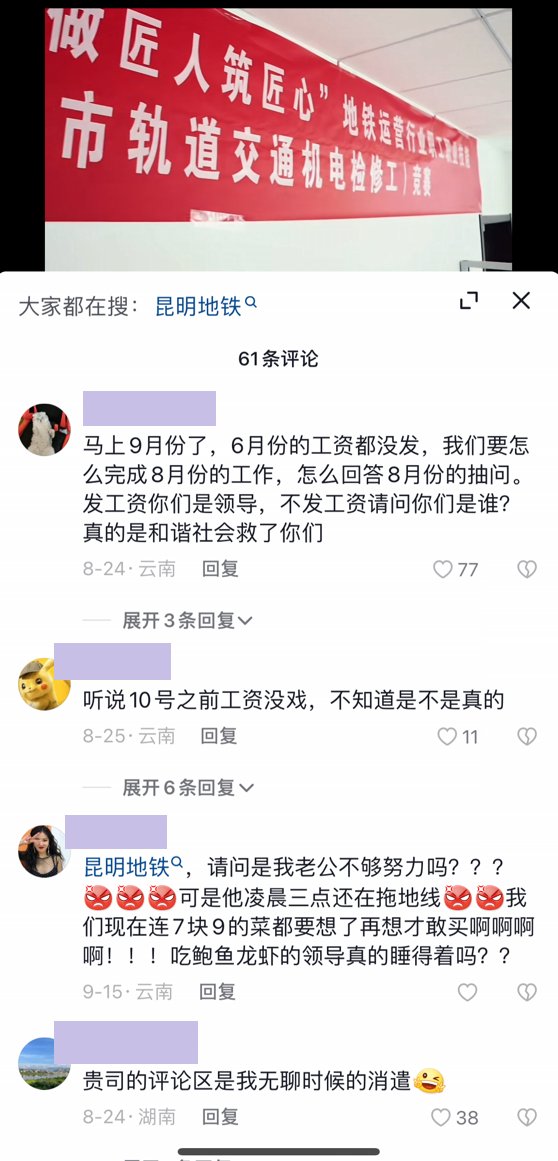 做匠人筑匠心”地铁运营行业职工
市轨道交通机电检修工）竞赛
大家都在搜：昆明地铁
61条评论
马上9月份了，6月份的工资都没发，我们要怎
么完成8月份的工作，怎么回答8月份的抽问。
发工资你们是领导，不发工资请问你们是谁？
真的是和谐社会救了你们
8-24·云南 回复 77
展开3条回复
听说10号之前工资没戏，不知道是不是真的
8-25·云南 回复 11
展开6条回复
昆明地铁，请问是我老公不够努力吗？？？
😡😡😡可是他凌晨三点还在拖地线😡😡我
们现在连7块9的菜都要想了再想才敢买啊啊啊
啊！！！吃鲍鱼龙虾的领导真的睡得着吗？？
9-15·云南 回复
贵司的评论区是我无聊时候的消遣🤪
8-24·湖南 回复 38